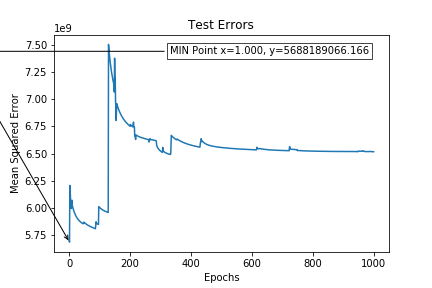 Test Errors
1e9
MIN Point x=1.000, y=5688189066.166
7.50
7.25
7.00
6.75
6.50
6.25
6.00
5.75
Mean Squared Error
0
200
400
600
800
1000
Epochs